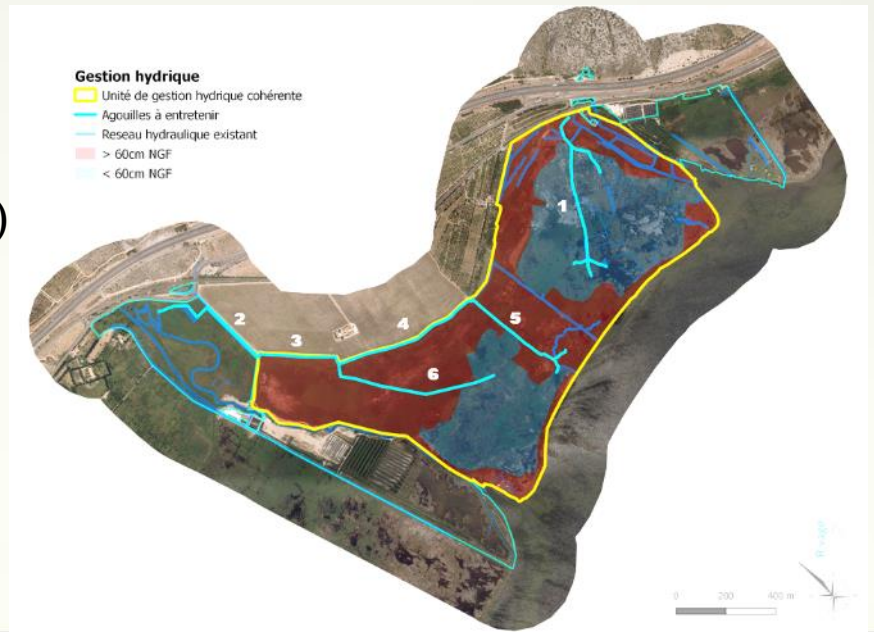 )
Gestion hydrique
Unité de gestion hydrique cohérente
Agouilles à entretenir
Reseau hydraulique existant
> 60cm NGF
< 60cm NGF
1
2
3
4
5
6
0 200 400 m